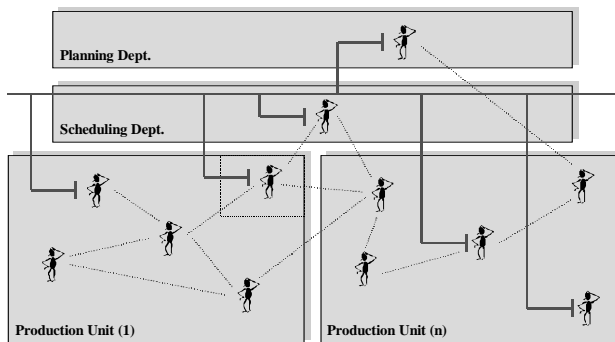 Planning Dept.
Scheduling Dept.
Production Unit (1)
Production Unit (n)